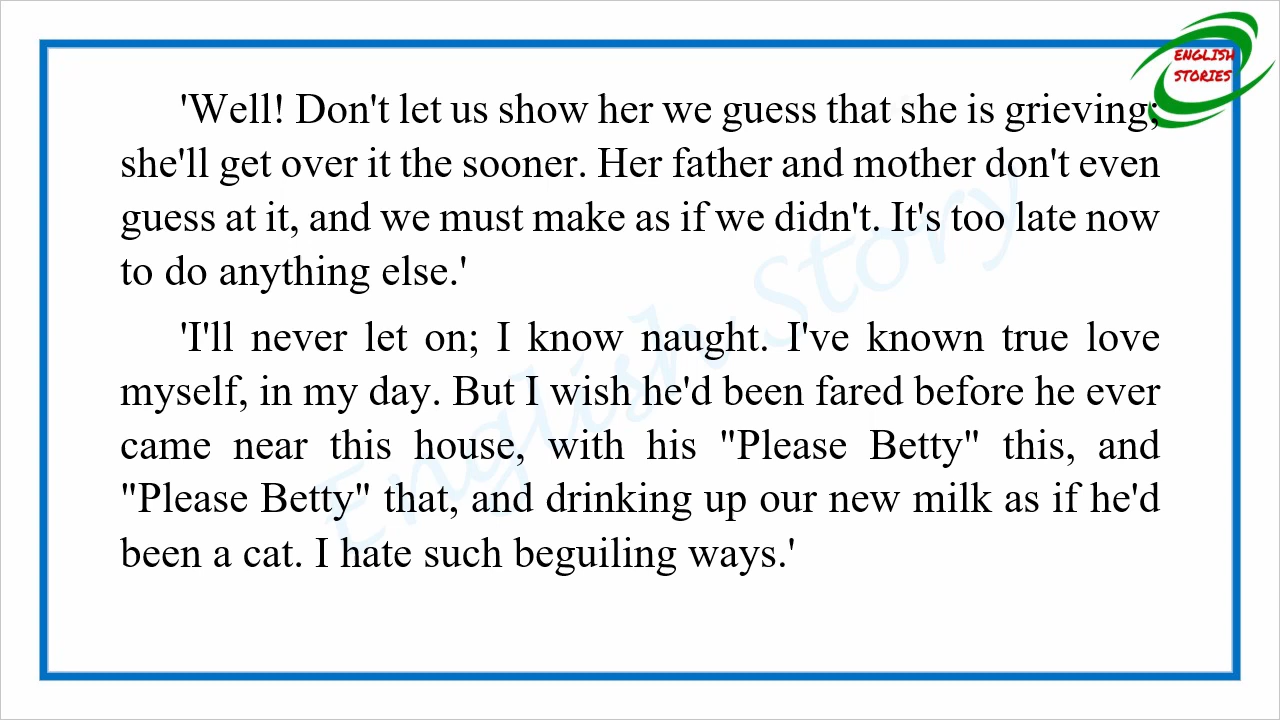 ENGLISH
STORIES
'Well! Don't let us show her we guess that she is grieving;
she'll get over it the sooner. Her father and mother don't even
guess at it, and we must make as if we didn't. It's too late now
to do anything else.'
'I'll never let on; I know naught. I've known true love
myself, in my day. But I wish he'd been fared before he ever
came near this house, with his "Please Betty" this, and
"Please Betty" that, and drinking up our new milk as if he'd
been a cat. I hate such beguiling ways.'
English Story